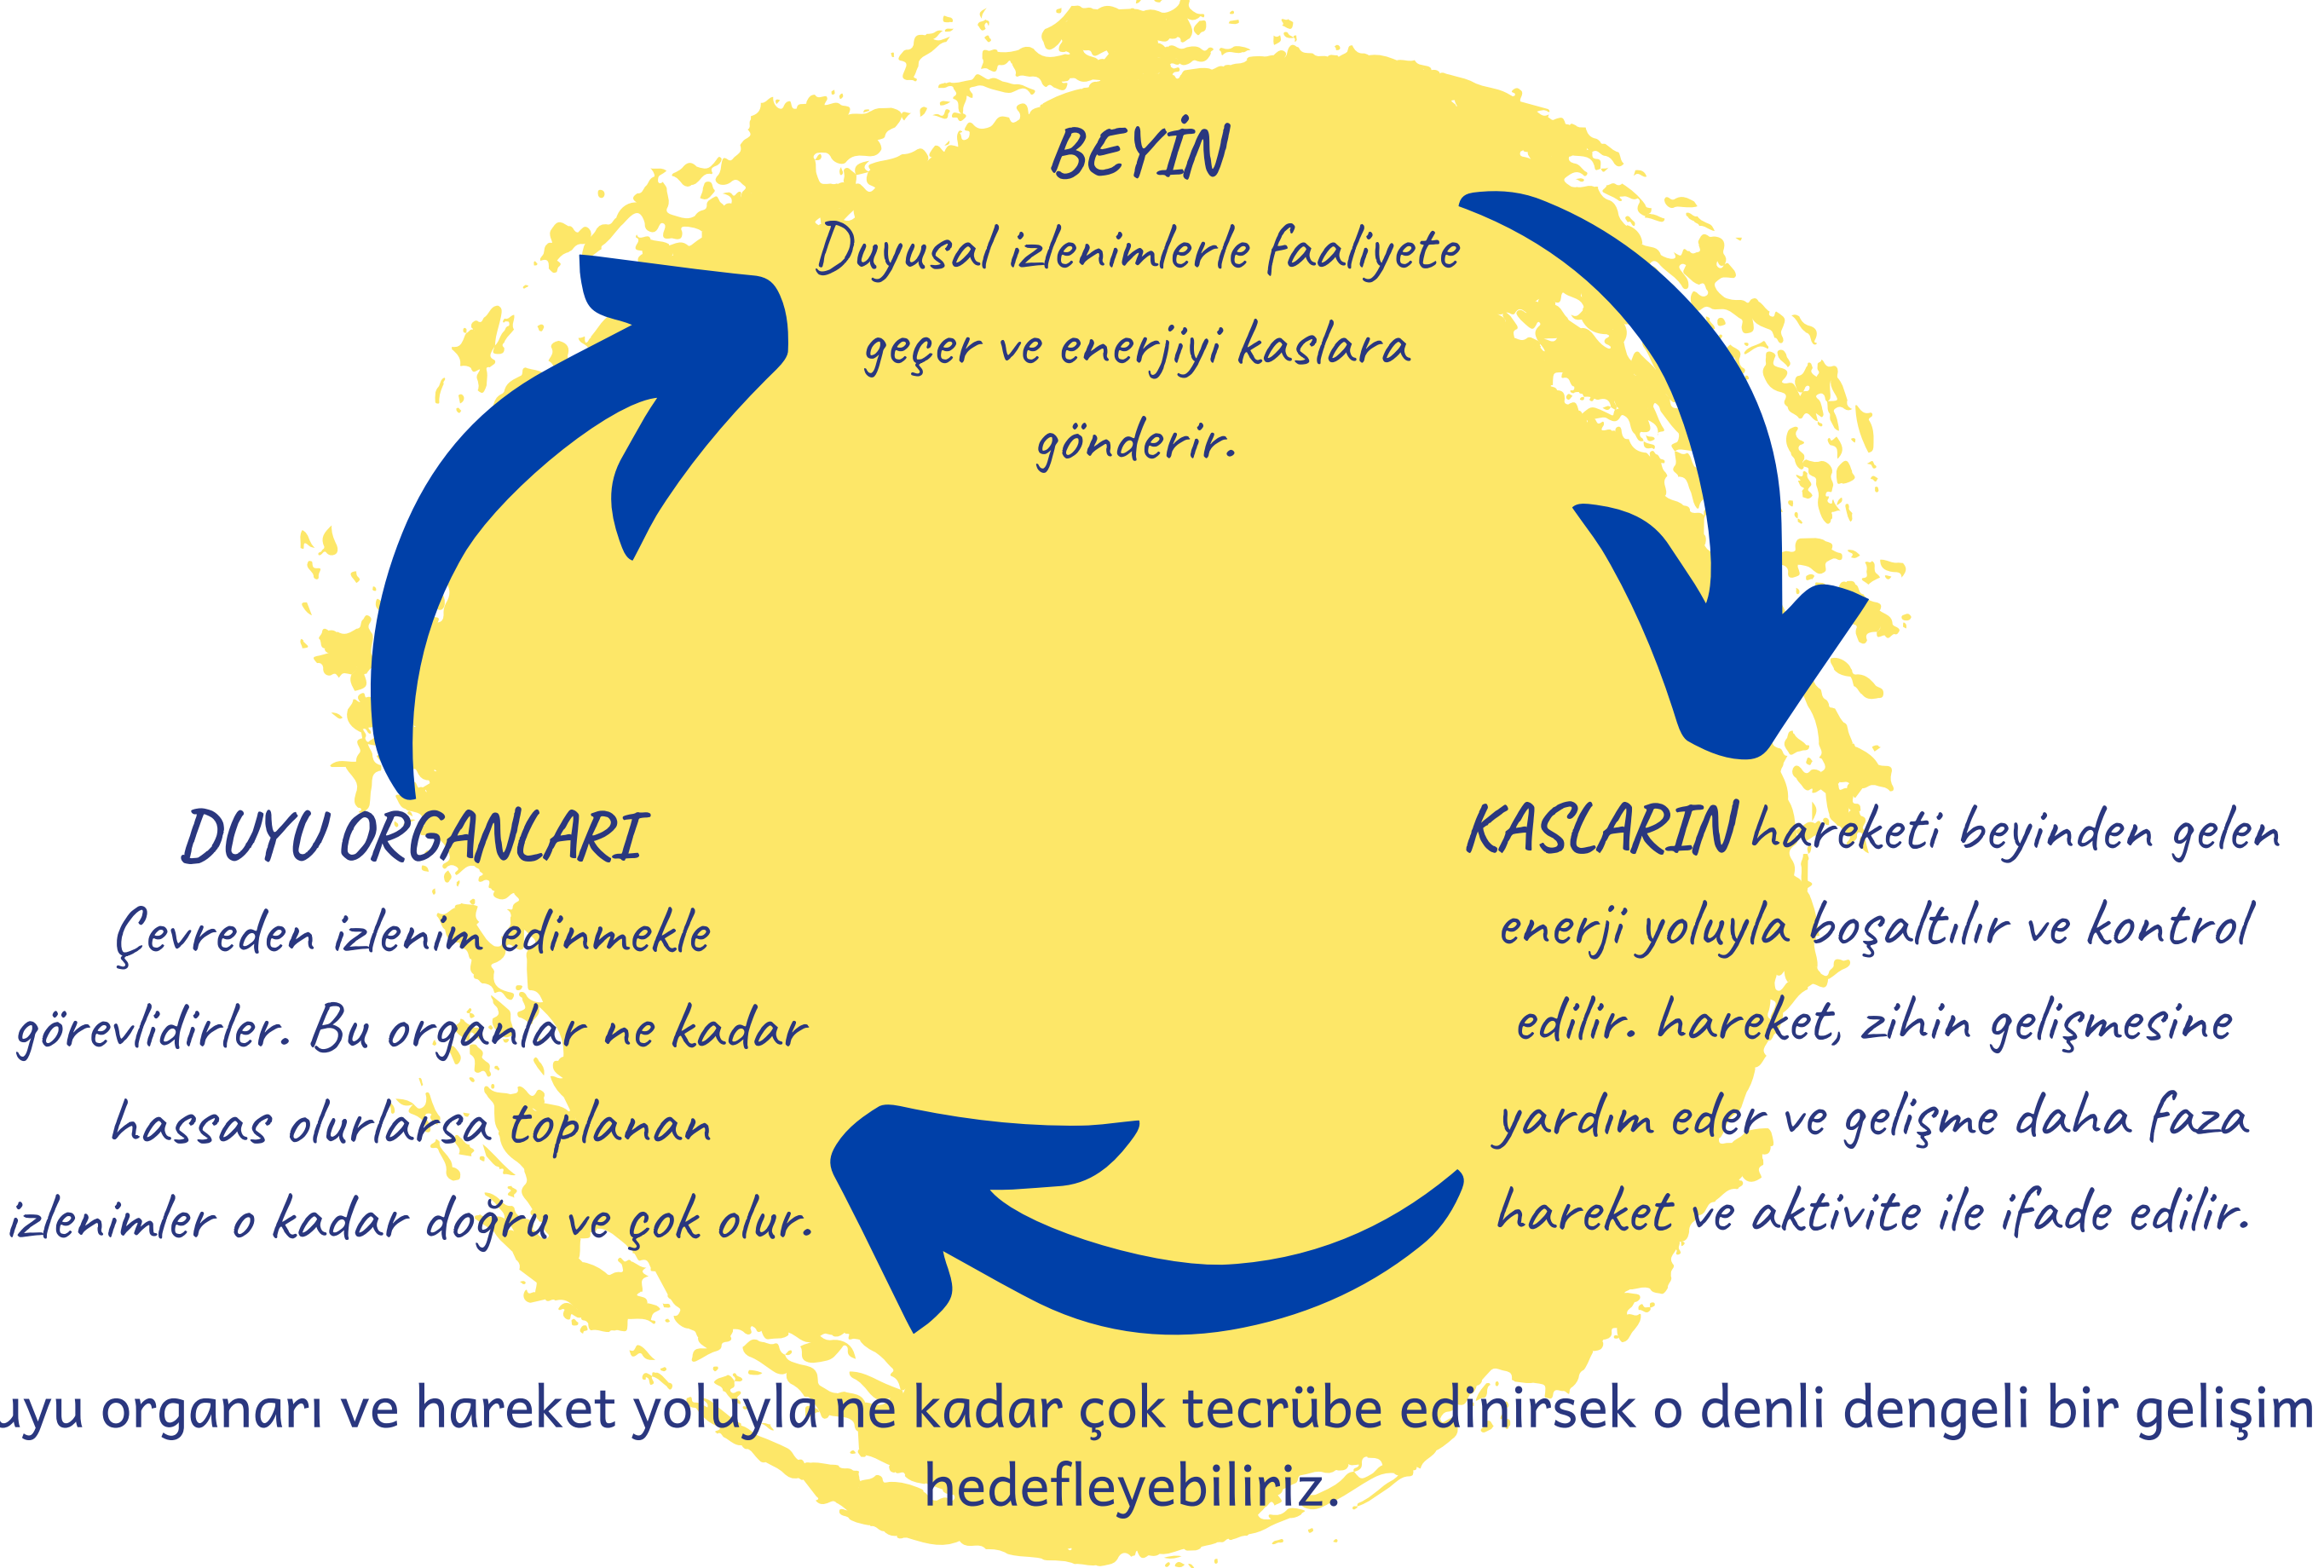 BEYİN
Duyusal izlenimlerle faaliyete
geçer ve enerjiyi kaslara
gönderir.
DUYU ORGANLARI
Çevreden izlenim edinmekle
görevlidirler. Bu organlar ne kadar
hassas olurlarsa toplanan
izlenimler o kadar doğru ve çok olur.
KASLARIN hareketi beyinden gelen
enerji yoluyla boşaltılır ve kontrol
edilir. hareket, zihin gelişmesine
yardım eder ve gelişme daha faza
hareket ve aktivite ile ifade edilir.
uyu organarı ve hareket yoluyla ne kadar çok tecrübe edinirsek o denli dengeli bir gelişim
hedefleyebiliriz.